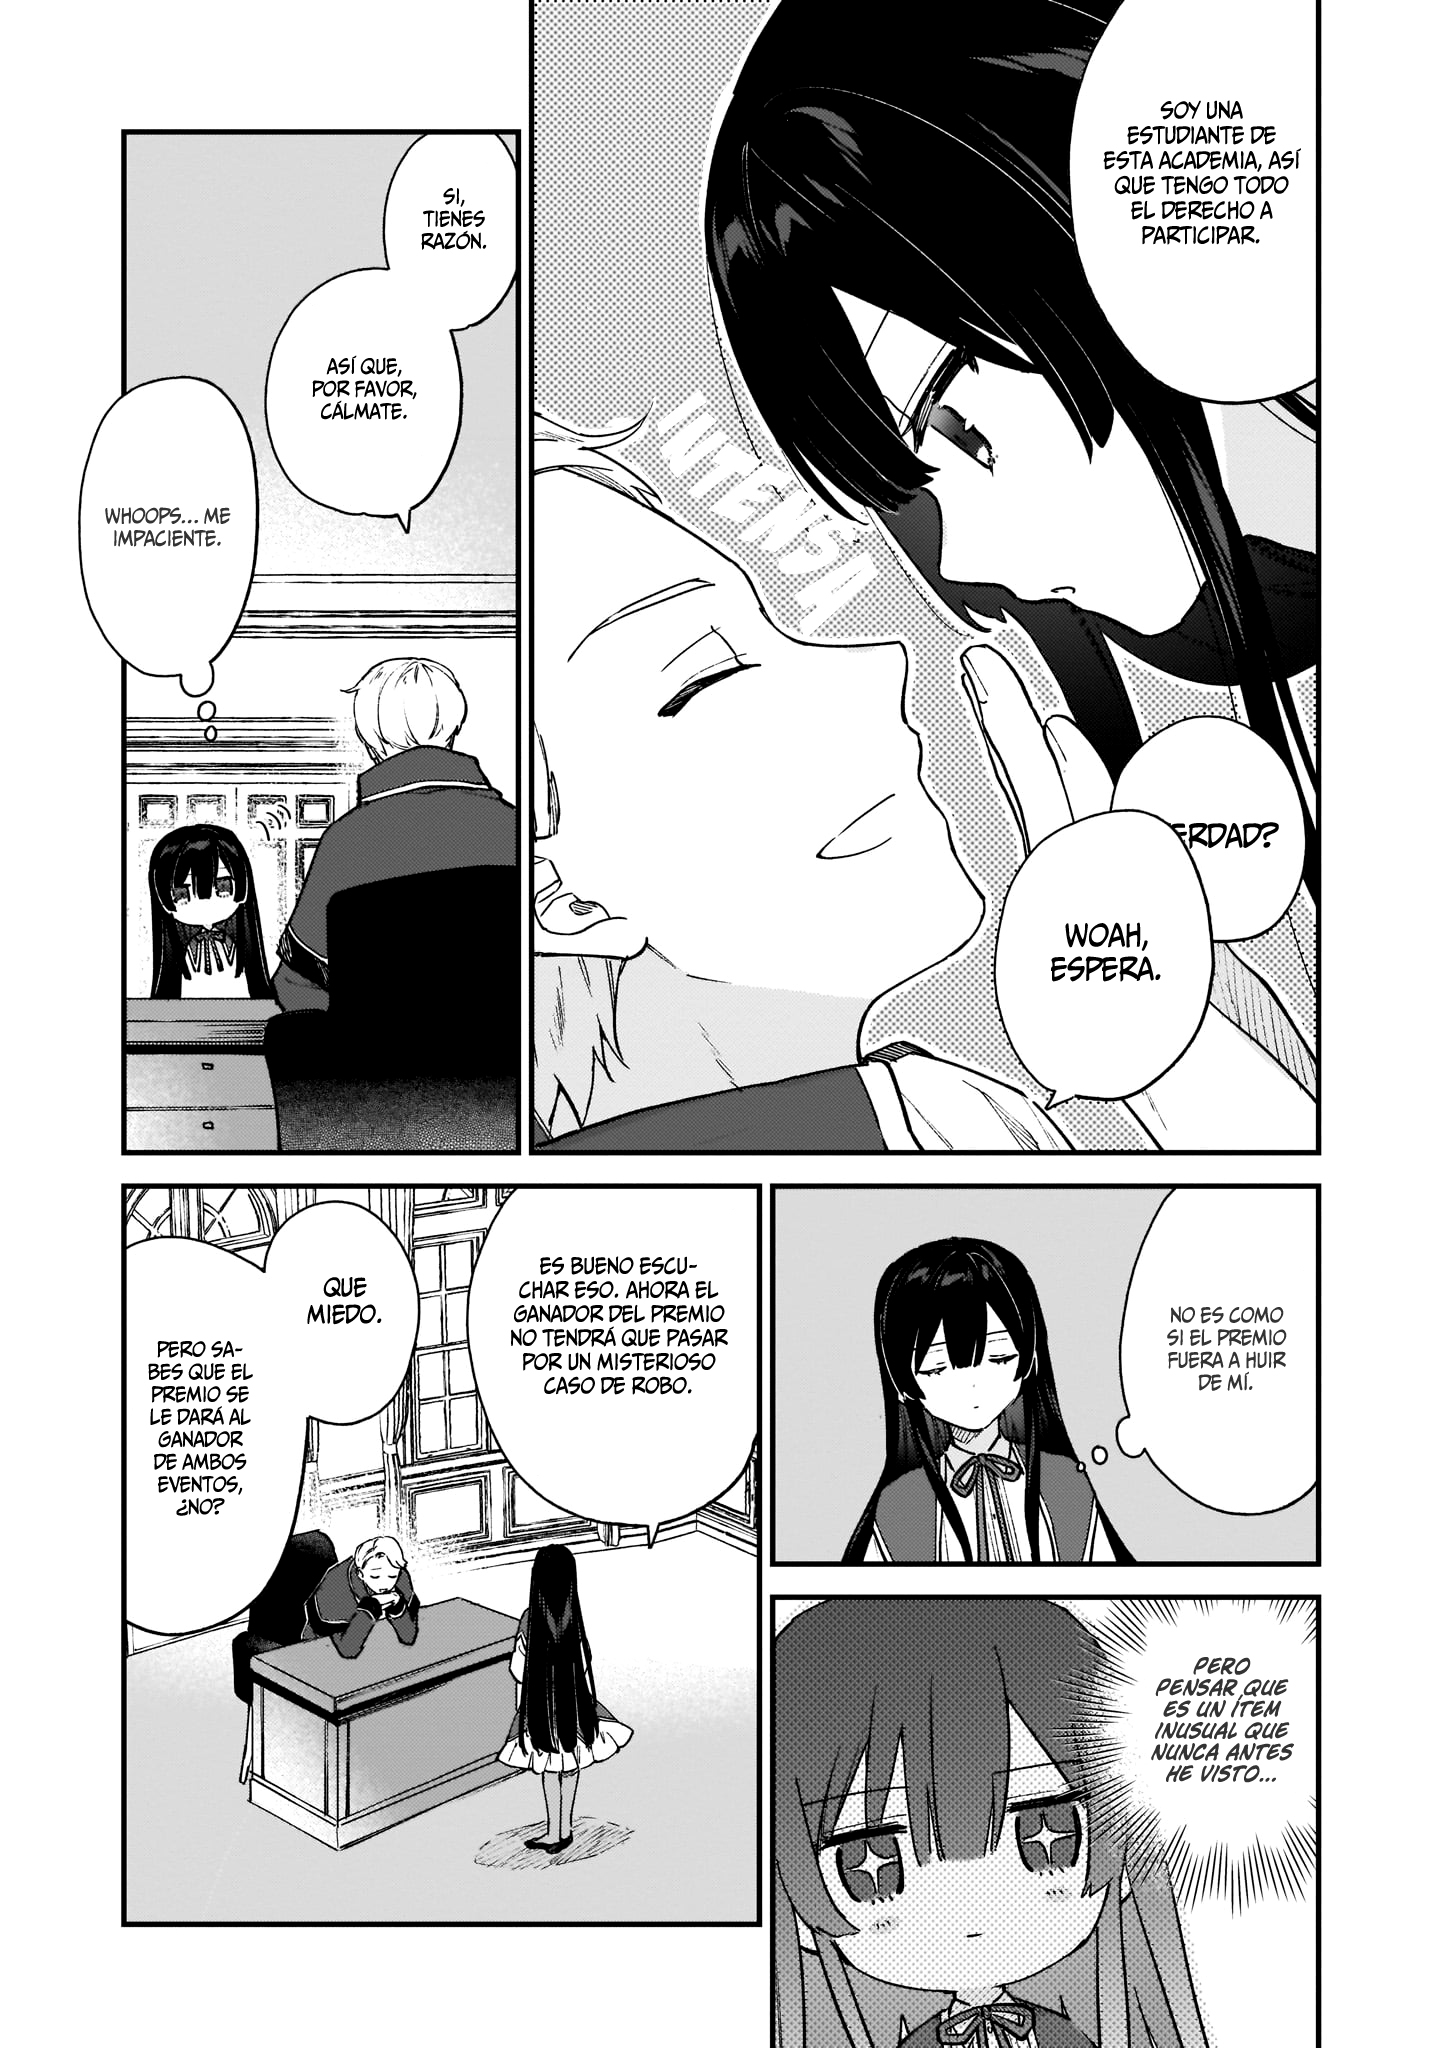 SOY UNA
ESTUDIANTE DE
ESTA ACADEMIA, ASÍ
QUE TENGO TODO
EL DERECHO A
PARTICIPAR.
INTENSA
ERDAD?
WOAH,
ESPERA.
SI,
TIENES
RAZÓN.
ASÍ QUE,
POR FAVOR,
CÁLMATE.
WHOOPS... ME
IMPACIENTE.
NO ES COMO
SI EL PREMIO
FUERA A HUIR
DE MÍ.
PERO
PENSAR QUE
ES UN ÍTEM
INUSUAL QUE
NUNCA ANTES
HE VISTO...
ES BUENO ESCU-
CHAR ESO. AHORA EL
GANADOR DEL PREMIO
NO TENDRÁ QUE PASAR
POR UN MISTERIOSO
CASO DE ROBO.
QUE
MIEDO.
PERO SA-
BES QUE EL
PREMIO SE
LE DARÁ AL
GANADOR
DE AMBOS
EVENTOS,
¿NO?